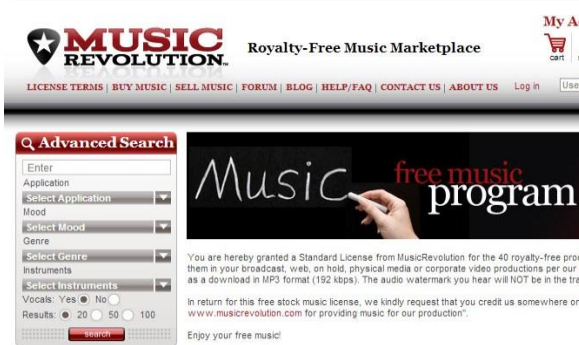 MUSIC
REVOLUTION
Royalty-Free Music Marketplace
My A
cart
LICENSE TERMS | BUY MUSIC | SELL MUSIC | FORUM | BLOG | HELP/FAQ | CONTACT US | ABOUT US
Log in
Use
Advanced Search
Enter
Application
Select Application
Mood
Select Mood
Genre
Select Genre
Instruments
Select Instruments
Vocals: Yes No
Results: 20 50 100
search
Music
free music
program
You are hereby granted a Standard License from MusicRevolution for the 40 royalty-free pro
them in your broadcast, web, on hold, physical media or corporate video productions per our
as a download in MP3 format (192 kbps). The audio watermark you hear will NOT be in the tra
In return for this free stock music license, we kindly request that you credit us somewhere or
www.musicrevolution.com for providing music for our production".
Enjoy your free music!